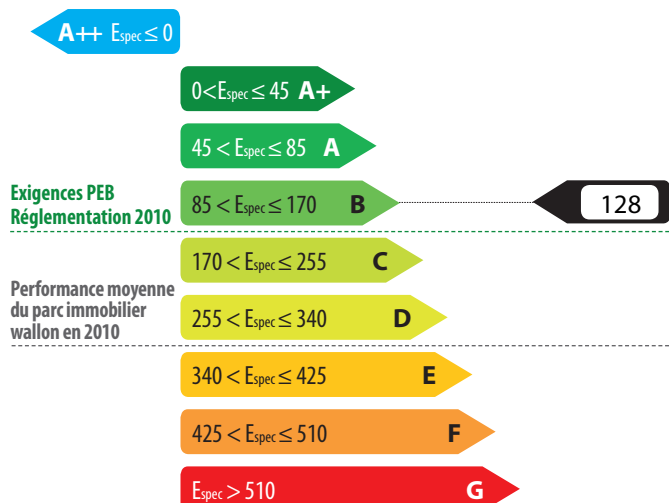 A++ Espec ≤ 0
0<Espec ≤ 45 A+
45 < Espec ≤ 85 A
Exigences PEB
Réglementation 2010
85 < Espec ≤ 170 B
128
170 < Espec ≤ 255 C
Performance moyenne
du parc immobilier
wallon en 2010
255 < Espec ≤ 340 D
340 < Espec ≤ 425 E
425 < Espec ≤ 510 F
Espec > 510 G